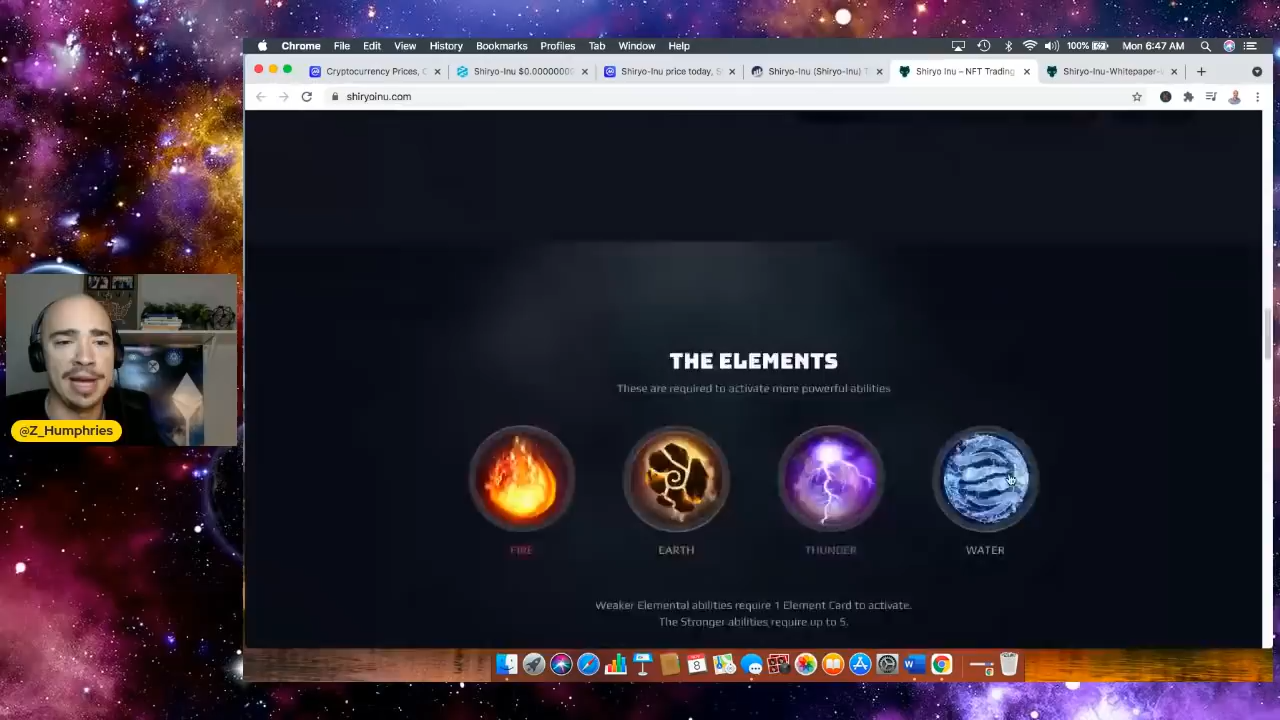 Chrome File Edit View History Bookmarks Profiles Tab Window Help 100% Mon 6:47 AM
Cryptocurrency Prices, C Shiryo-Inu $0.00000000 Shiryo-Inu price today, S Shiryo-Inu (Shiryo-Inu) T Shiryo Inu – NFT Trading Shiryo-Inu-Whitepaper-v
shiryoinu.com
THE ELEMENTS
These are required to activate more powerful abilities
FIRE EARTH THUNDER WATER
Weaker Elemental abilities require 1 Element Card to activate.
The Stronger abilities require up to 5.
@Z_Humphries
8